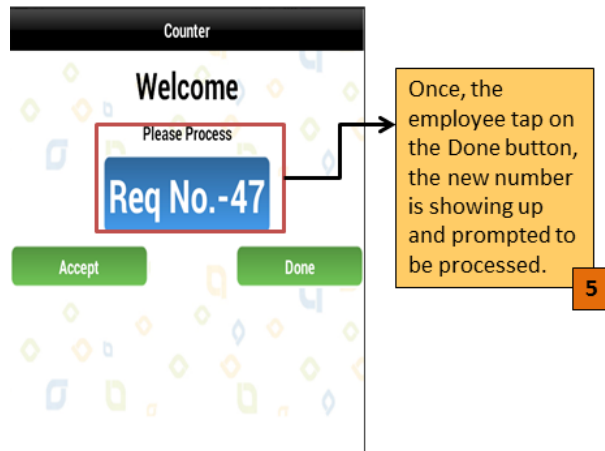 Counter
Welcome
Please Process
Req No.-47
Accept
Done
Once, the
employee tap on
the Done button,
the new number
is showing up
and prompted to
be processed.
5